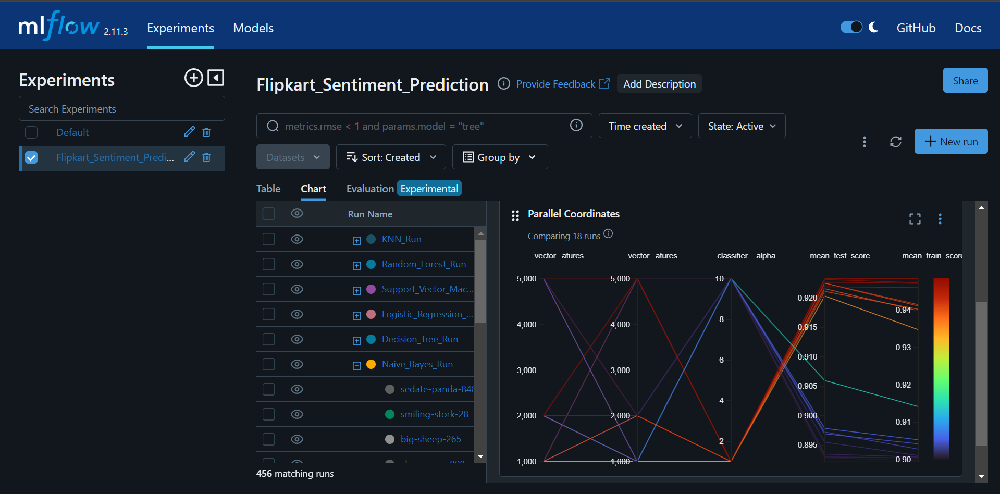 mlflow 2.11.3 Experiments Models GitHub Docs
Experiments
Search Experiments
Default
Flipkart_Sentiment_Predi...
Flipkart_Sentiment_Prediction Provide Feedback Add Description Share
metrics.rmse < 1 and params.model = "tree" Time created State: Active
Datasets Sort: Created Group by
+ New run
Table Chart Evaluation Experimental
Run Name
KNN_Run
Random_Forest_Run
Support_Vector_Mac...
Logistic_Regression_...
Decision_Tree_Run
Naive_Bayes_Run
sedate-panda-848
smiling-stork-28
big-sheep-265
456 matching runs
Parallel Coordinates
Comparing 18 runs
vector...atures vector...atures classifier__alpha mean_test_score mean_train_score
5,000
4,000
3,000
2,000
1,000
5,000
4,000
3,000
2,000
1,000
10
8
6
4
2
0.920
0.915
0.910
0.905
0.900
0.895
0.94
0.93
0.92
0.91
0.90